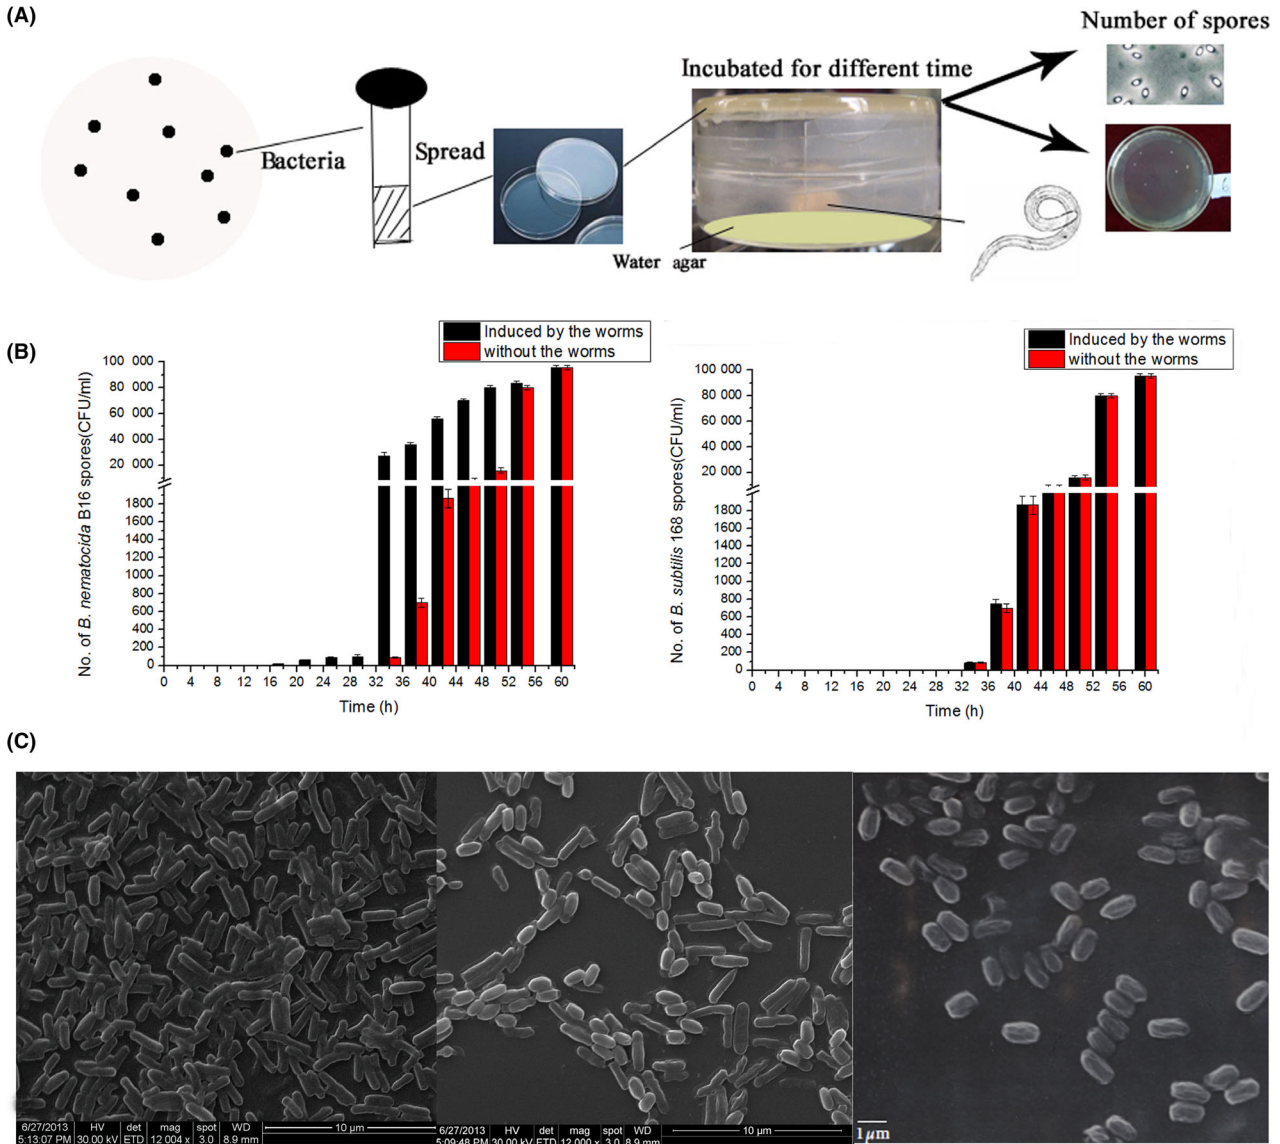 (A)
Number of spores
Incubated for different time
Bacteria
Spread
Water agar
(B)
Induced by the worms
without the worms
No. of B. nematocida B16 spores(CFU/ml)
100 000
80 000
60 000
40 000
20 000
1800
1600
1400
1200
1000
800
600
400
200
0
0 4 8 12 16 20 24 28 32 36 40 44 48 52 56 60
Time (h)
Induced by the worms
without the worms
No. of B. subtilis 168 spores(CFU/ml)
100 000
80 000
60 000
40 000
20 000
1800
1600
1400
1200
1000
800
600
400
200
0
0 4 8 12 16 20 24 28 32 36 40 44 48 52 56 60
Time (h)
(C)
6/27/2013 HV det mag spot WD 10 µm
5:13:07 PM 30.00 kV ETD 12 004 x 3.0 8.9 mm
6/27/2013 HV det mag spot WD 10 µm
5:09:48 PM 30.00 kV ETD 12 000 x 3.0 8.9 mm
1 µm